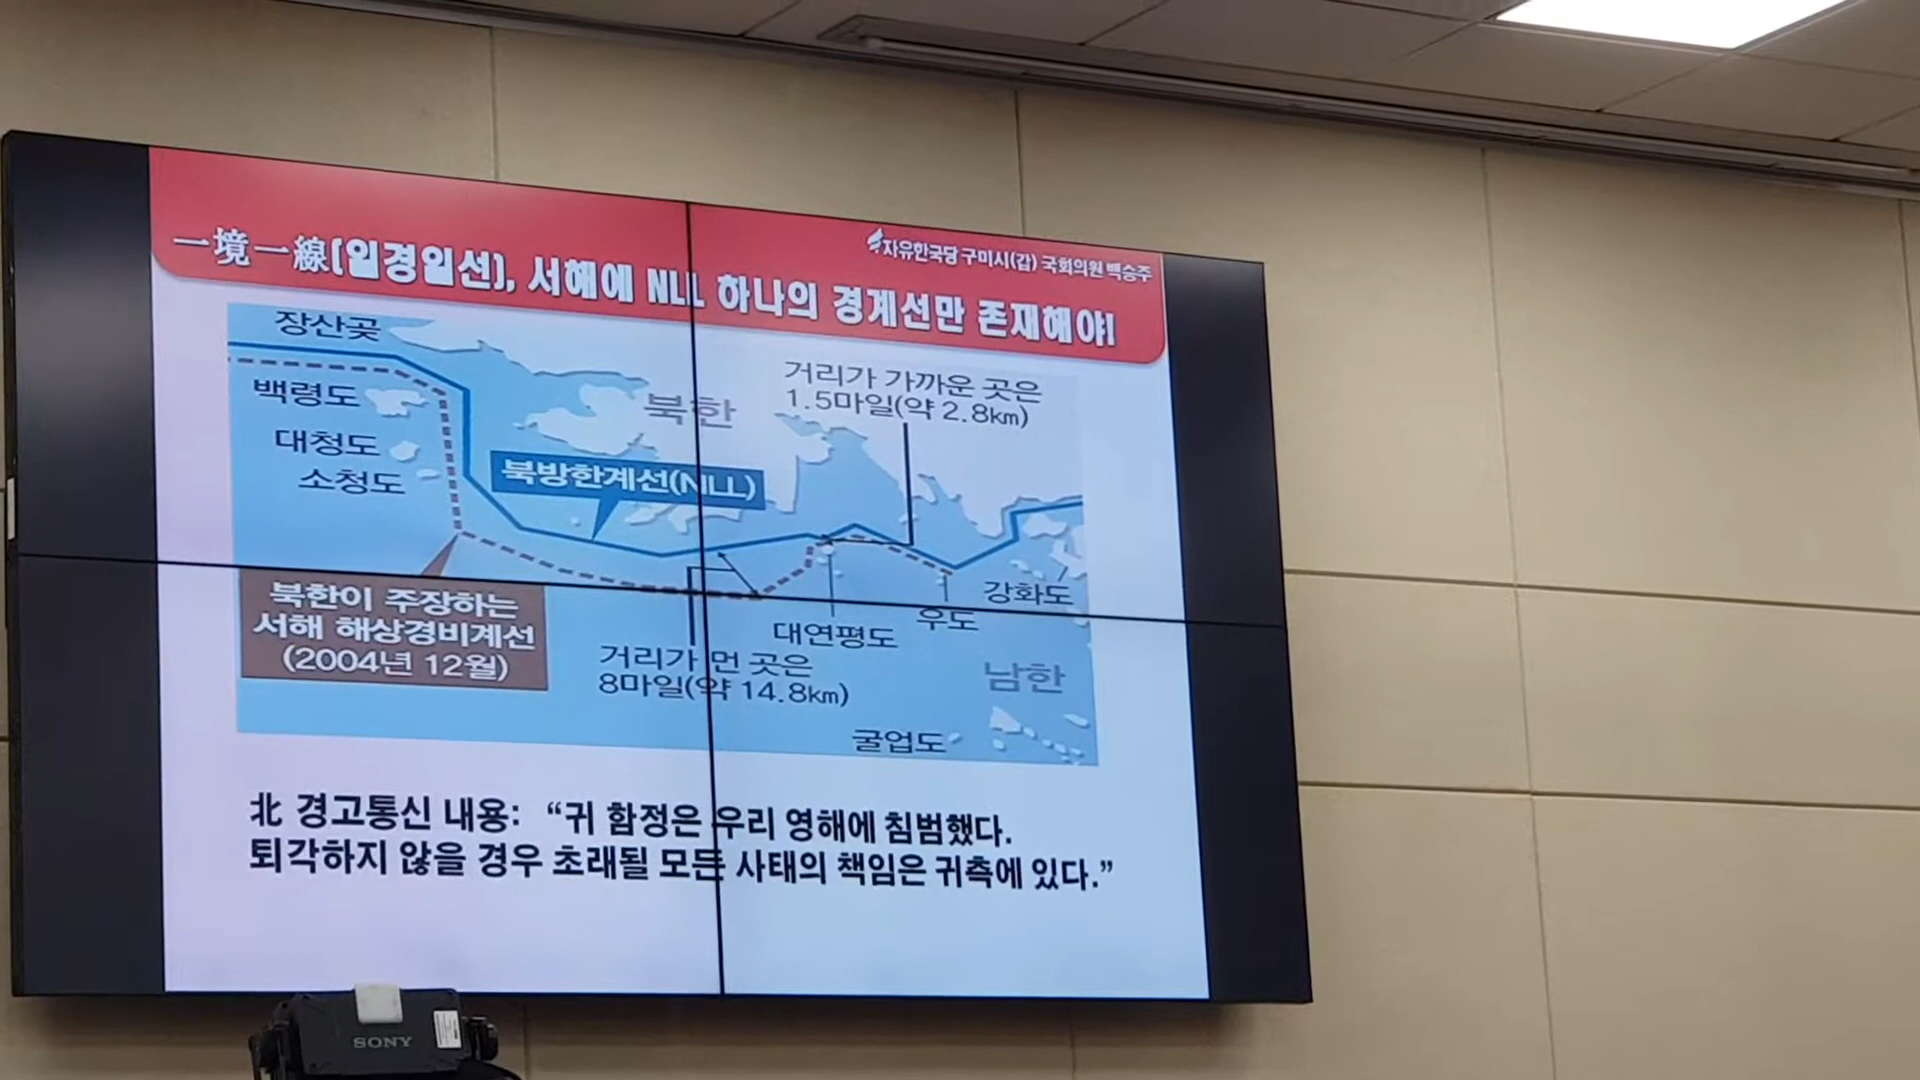 자유한국당 구미시(갑) 국회의원 백승주
一境一線(일경일선), 서해에 NLL 하나의 경계선만 존재해야!
장산곶
거리가 가까운 곳은
1.5마일(약 2.8km)
백령도
북한
대청도
소청도
북방한계선(NLL)
북한이 주장하는
서해 해상경비계선
(2004년 12월)
강화도
우도
대연평도
거리가 먼 곳은
8마일(약 14.8km)
남한
굴업도
北 경고통신 내용: “귀 함정은 우리 영해에 침범했다.
퇴각하지 않을 경우 초래될 모든 사태의 책임은 귀측에 있다.”
SONY